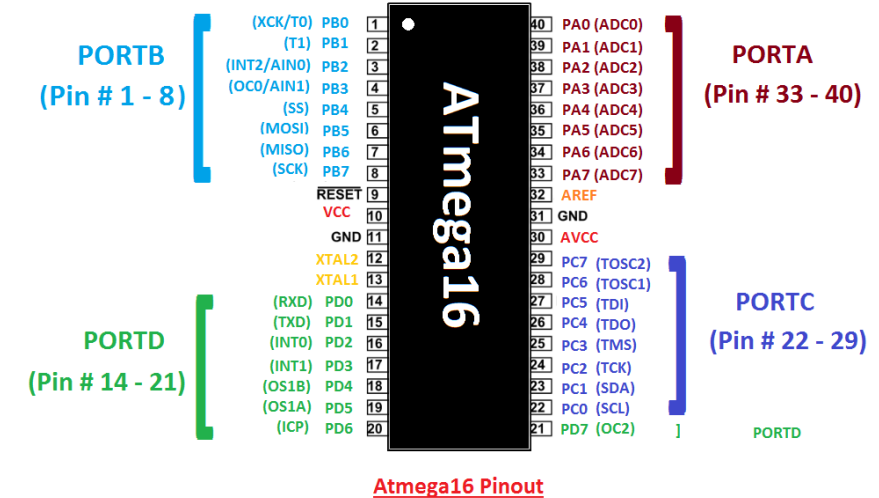 PORTB
(Pin # 1 - 8)
(XCK/T0) PB0 1
(T1) PB1 2
(INT2/AIN0) PB2 3
(OC0/AIN1) PB3 4
(SS) PB4 5
(MOSI) PB5 6
(MISO) PB6 7
(SCK) PB7 8
RESET 9
VCC 10
GND 11
XTAL2 12
XTAL1 13
PORTD
(Pin # 14 - 21)
(RXD) PD0 14
(TXD) PD1 15
(INT0) PD2 16
(INT1) PD3 17
(OS1B) PD4 18
(OS1A) PD5 19
(ICP) PD6 20
ATmega16
40 PA0 (ADC0)
39 PA1 (ADC1)
38 PA2 (ADC2)
37 PA3 (ADC3)
36 PA4 (ADC4)
35 PA5 (ADC5)
34 PA6 (ADC6)
33 PA7 (ADC7)
PORTA
(Pin # 33 - 40)
32 AREF
31 GND
30 AVCC
29 PC7 (TOSC2)
28 PC6 (TOSC1)
27 PC5 (TDI)
26 PC4 (TDO)
25 PC3 (TMS)
24 PC2 (TCK)
23 PC1 (SDA)
22 PC0 (SCL)
PORTC
(Pin # 22 - 29)
21 PD7 (OC2) ] PORTD
Atmega16 Pinout